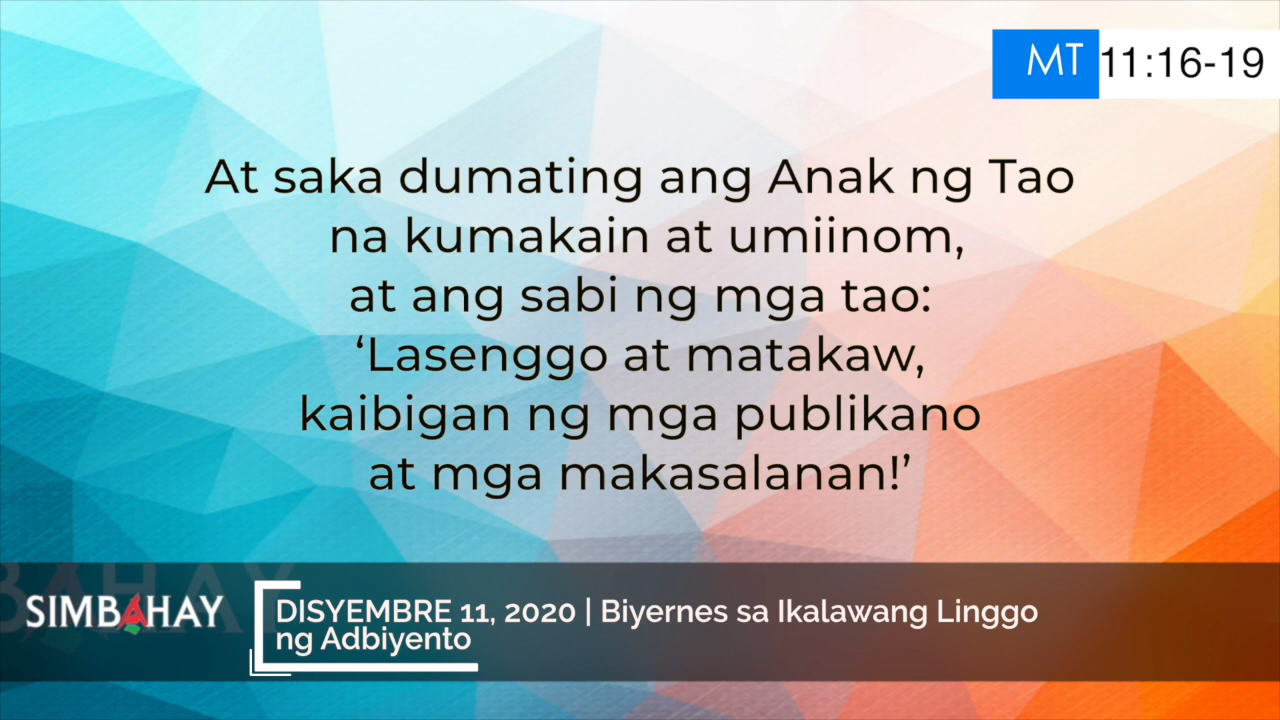 MT 11:16-19
At saka dumating ang Anak ng Tao
na kumakain at umiinom,
at ang sabi ng mga tao:
‘Lasenggo at matakaw,
kaibigan ng mga publikano
at mga makasalanan!’
SIMBAHAY
DISYEMBRE 11, 2020 | Biyernes sa Ikalawang Linggo
ng Adbiyento